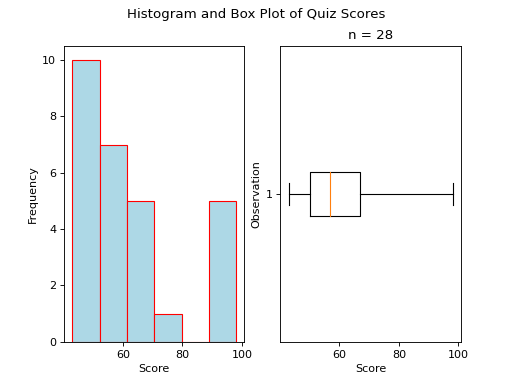 Histogram and Box Plot of Quiz Scores
10
8
6
4
2
0
Frequency
60 80 100
Score
n = 28
1
Observation
60 80 100
Score